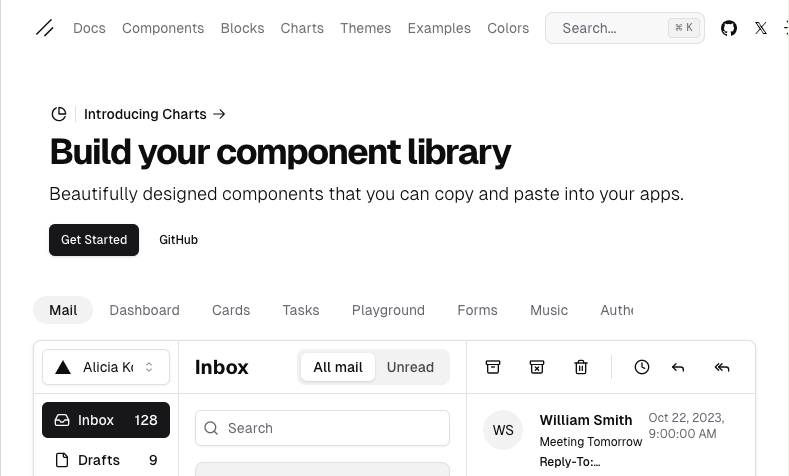 Docs Components Blocks Charts Themes Examples Colors Search... ⌘ K
Introducing Charts
Build your component library
Beautifully designed components that you can copy and paste into your apps.
Get Started GitHub
Mail Dashboard Cards Tasks Playground Forms Music Authe
Alicia Ko
Inbox
All mail Unread
Inbox 128
Drafts 9
Search
WS
William Smith
Oct 22, 2023, 9:00:00 AM
Meeting Tomorrow
Reply-To:...